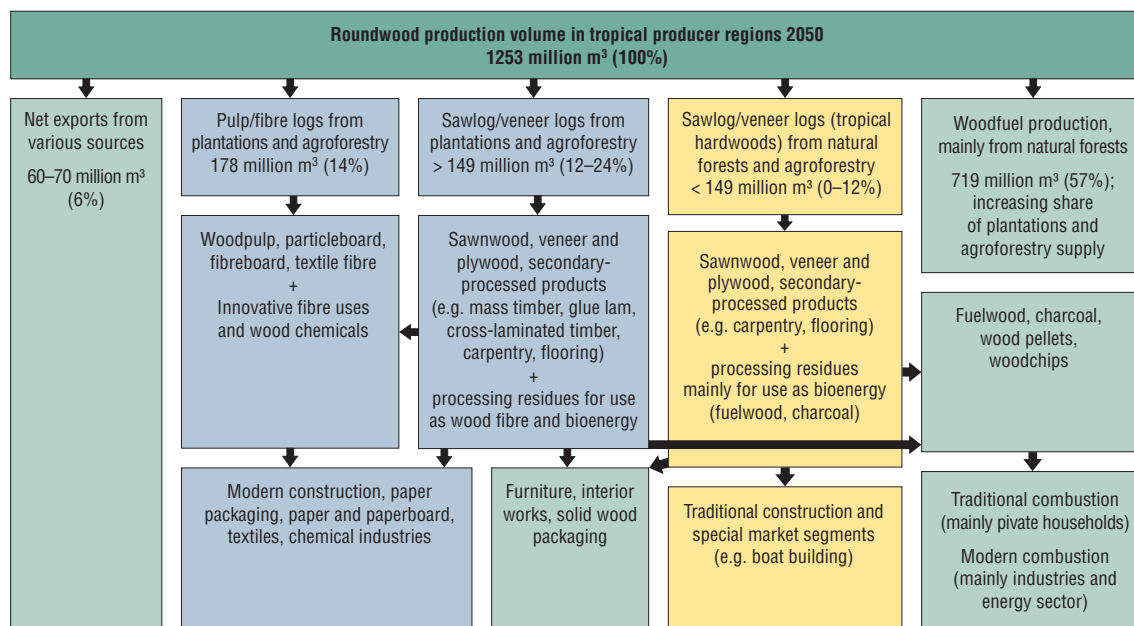 Roundwood production volume in tropical producer regions 2050
1253 million m³ (100%)
Net exports from
various sources
60–70 million m³
(6%)
Pulp/fibre logs from
plantations and agroforestry
178 million m³ (14%)
Sawlog/veneer logs from
plantations and agroforestry
> 149 million m³ (12–24%)
Sawlog/veneer logs (tropical
hardwoods) from natural
forests and agroforestry
< 149 million m³ (0–12%)
Woodfuel production,
mainly from natural forests
719 million m³ (57%);
increasing share
of plantations and
agroforestry supply
Woodpulp, particleboard,
fibreboard, textile fibre
+
Innovative fibre uses
and wood chemicals
Sawnwood, veneer and
plywood, secondary-
processed products
(e.g. mass timber, glue lam,
cross-laminated timber,
carpentry, flooring)
+
processing residues for use
as wood fibre and bioenergy
Sawnwood, veneer and
plywood, secondary-
processed products
(e.g. carpentry, flooring)
+
processing residues
mainly for use as bioenergy
(fuelwood, charcoal)
Fuelwood, charcoal,
wood pellets,
woodchips
Modern construction, paper
packaging, paper and paperboard,
textiles, chemical industries
Furniture, interior
works, solid wood
packaging
Traditional construction and
special market segments
(e.g. boat building)
Traditional combustion
(mainly pivate households)
Modern combustion
(mainly industries and
energy sector)